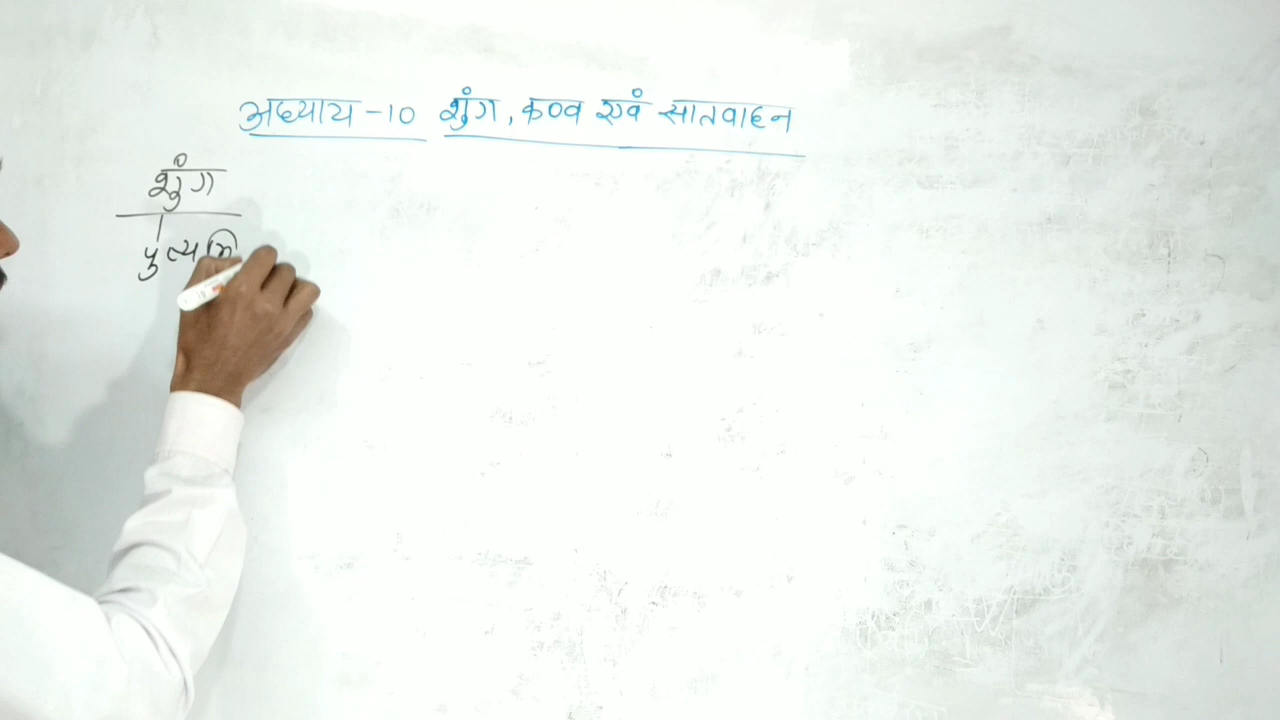 अध्याय -10 शुंग, कण्व एवं सातवाहन
शुंग
पुत्यमि